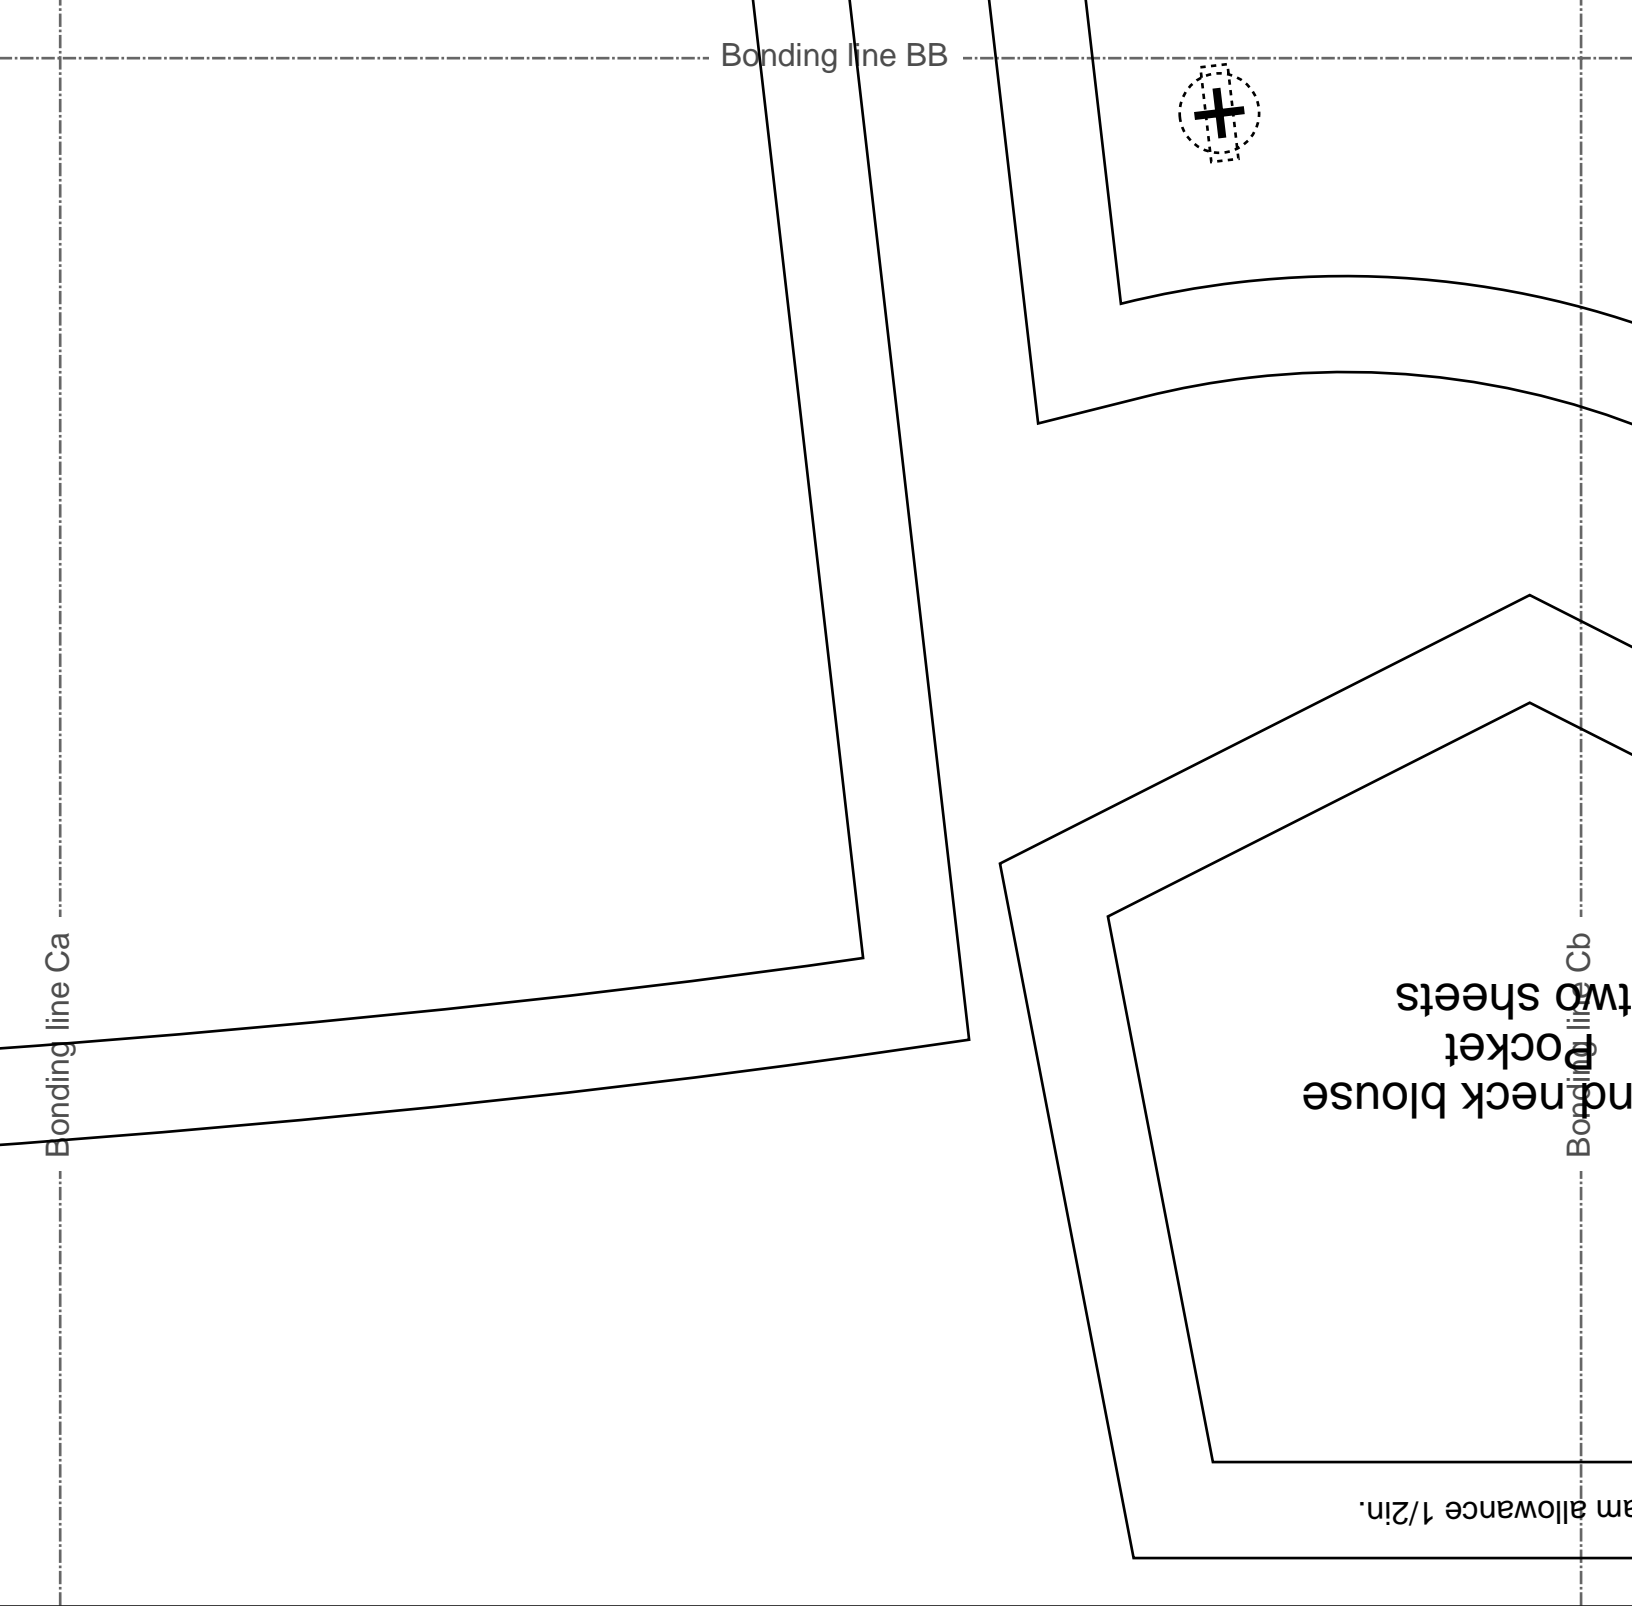 Bonding line BB
Bonding line Ca
Bonding line Cb
nd neck blouse
Pocket
two sheets
am allowance 1/2in.